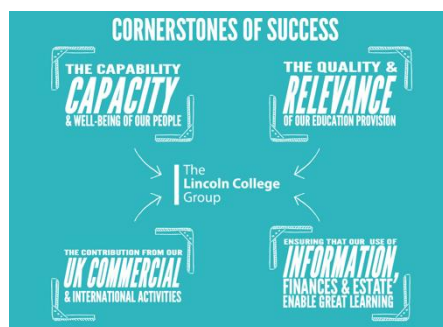 CORNERSTONES OF SUCCESS
THE CAPABILITY
CAPACITY
& WELL-BEING OF OUR PEOPLE
THE QUALITY &
RELEVANCE
OF OUR EDUCATION PROVISION
The
Lincoln College
Group
THE CONTRIBUTION FROM OUR
UK COMMERCIAL
& INTERNATIONAL ACTIVITIES
ENSURING THAT OUR USE OF
INFORMATION,
FINANCES & ESTATE
ENABLE GREAT LEARNING